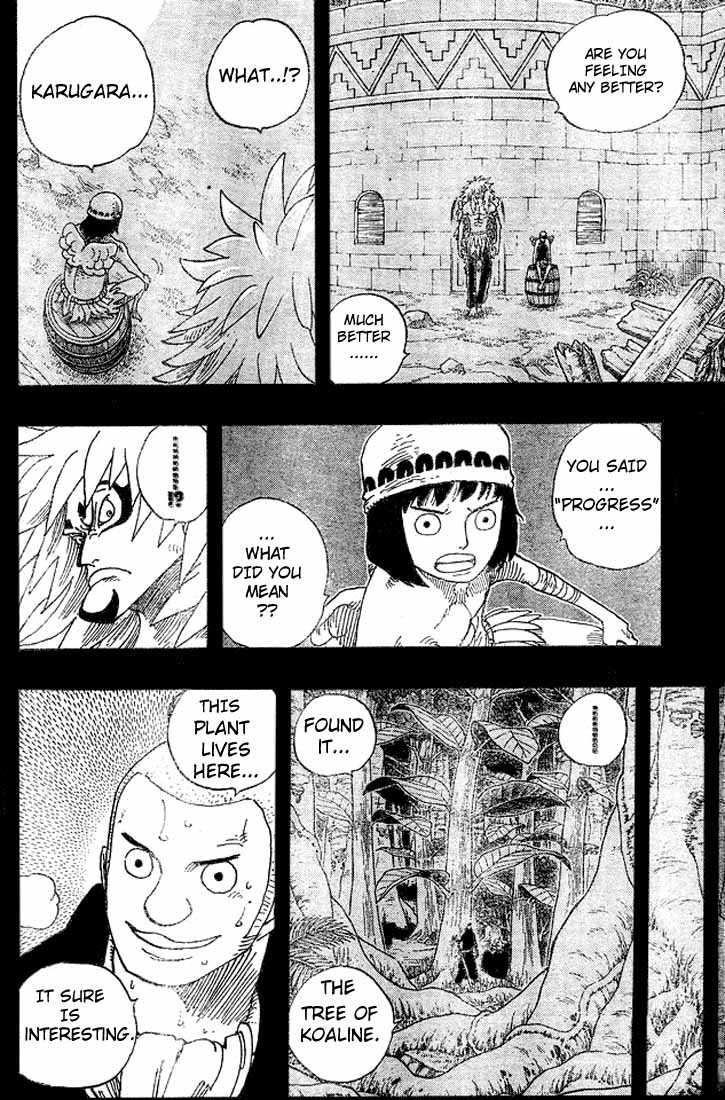 ARE YOU
FEELING
ANY BETTER?
MUCH
BETTER
......
WHAT..!?
KARUGARA...
YOU SAID
...
"PROGRESS"
...
...
WHAT
DID YOU
MEAN
??
.........
!?
.........
FOUND
IT...
THE
TREE OF
KOALINE.
THIS
PLANT
LIVES
HERE...
IT SURE
IS
INTERESTING.